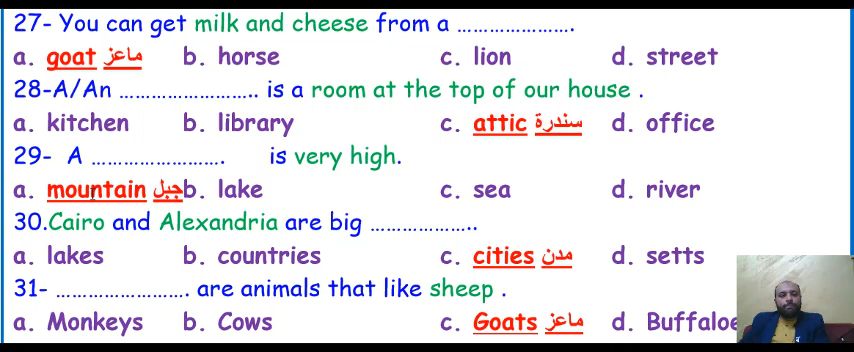 27- You can get milk and cheese from a ………………….
a. goat ماعز b. horse c. lion d. street
28-A/An …………………….. is a room at the top of our house .
a. kitchen b. library c. attic سندرة d. office
29- A ……………………. is very high.
a. mountain جبل b. lake c. sea d. river
30.Cairo and Alexandria are big ………………..
a. lakes b. countries c. cities مدن d. setts
31- ……………………. are animals that like sheep .
a. Monkeys b. Cows c. Goats ماعز d. Buffaloe